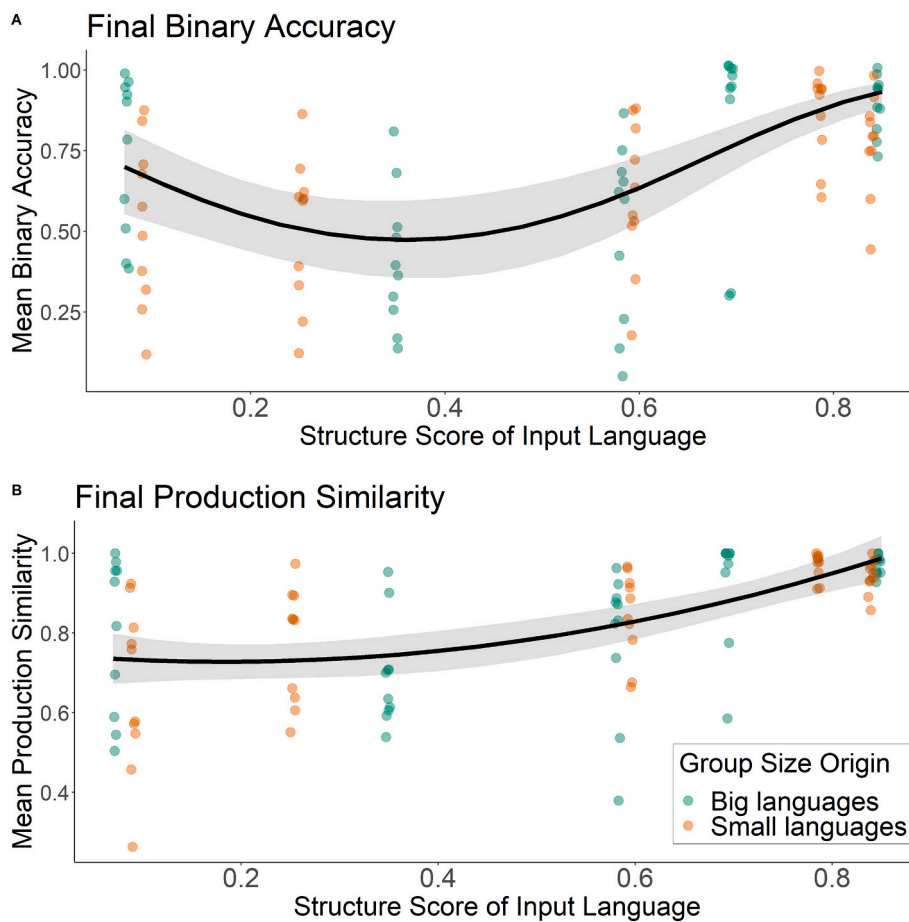 A
Final Binary Accuracy
Mean Binary Accuracy
1.00
0.75
0.50
0.25
0.2 0.4 0.6 0.8
Structure Score of Input Language
B
Final Production Similarity
Mean Production Similarity
1.0
0.8
0.6
0.4
Group Size Origin
Big languages
Small languages
0.2 0.4 0.6 0.8
Structure Score of Input Language